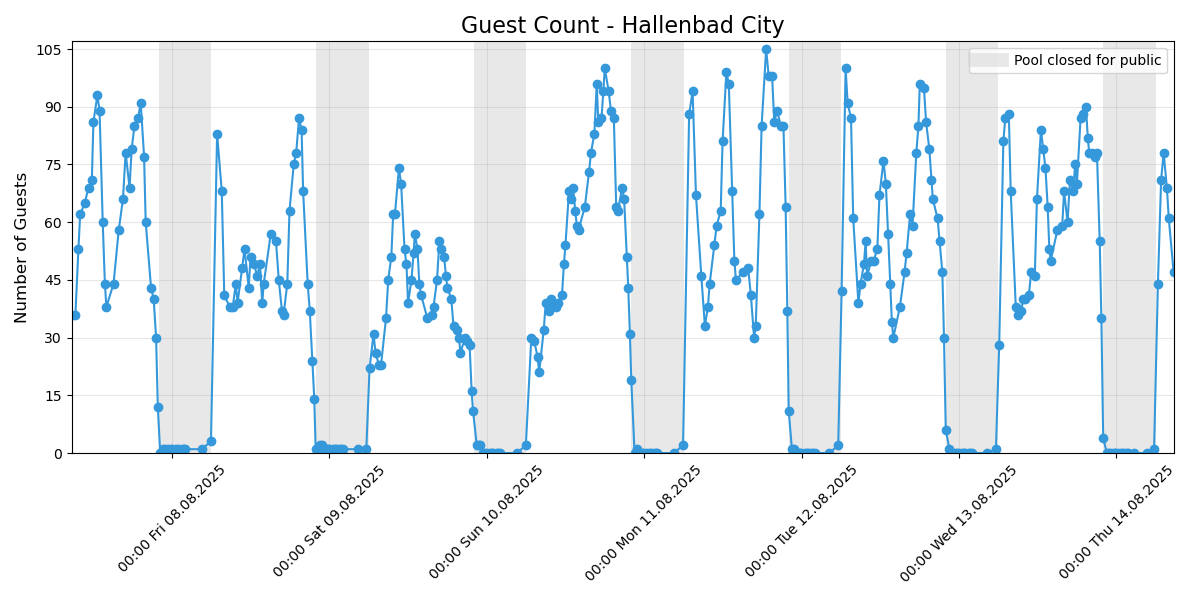 Guest Count - Hallenbad City
Pool closed for public
Number of Guests
105
90
75
60
45
30
15
0
00:00 Fri 08.08.2025
00:00 Sat 09.08.2025
00:00 Sun 10.08.2025
00:00 Mon 11.08.2025
00:00 Tue 12.08.2025
00:00 Wed 13.08.2025
00:00 Thu 14.08.2025